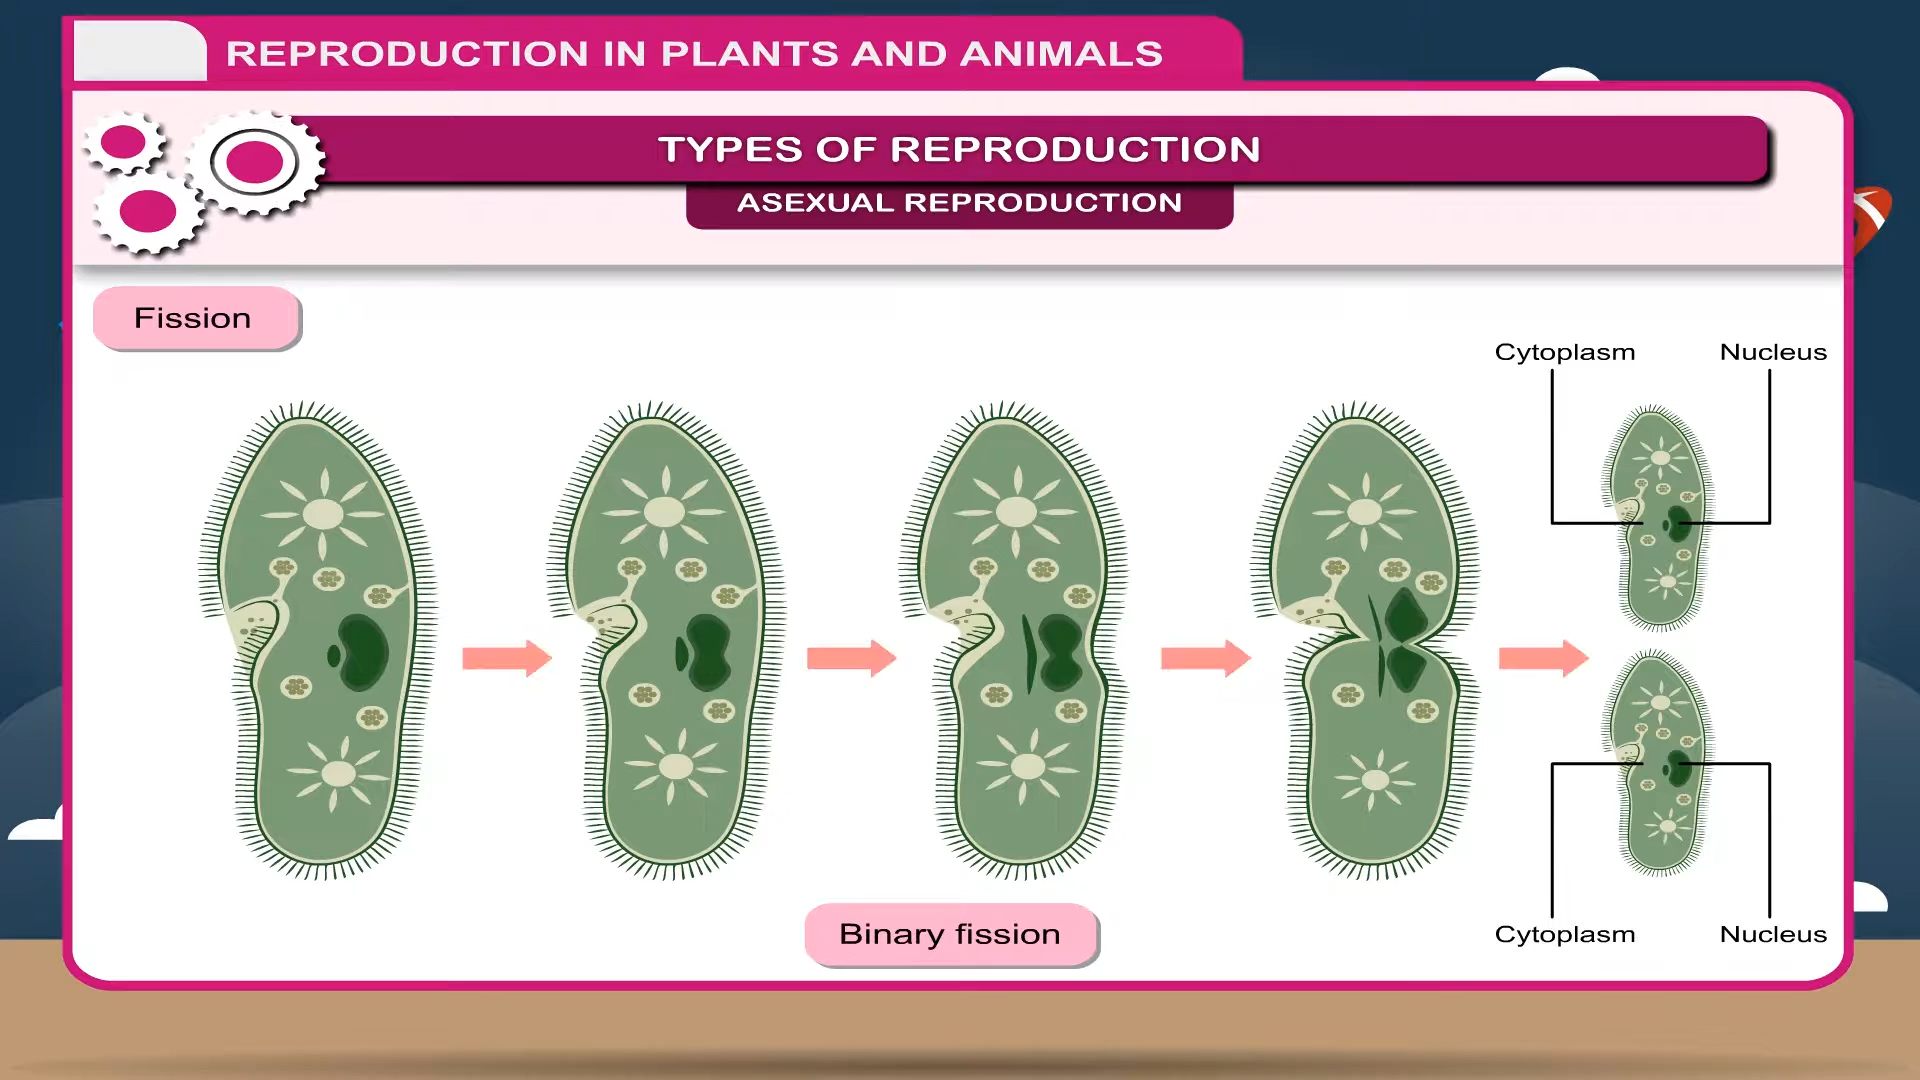 REPRODUCTION IN PLANTS AND ANIMALS
TYPES OF REPRODUCTION
ASEXUAL REPRODUCTION
Fission
Cytoplasm
Nucleus
Binary fission
Cytoplasm
Nucleus